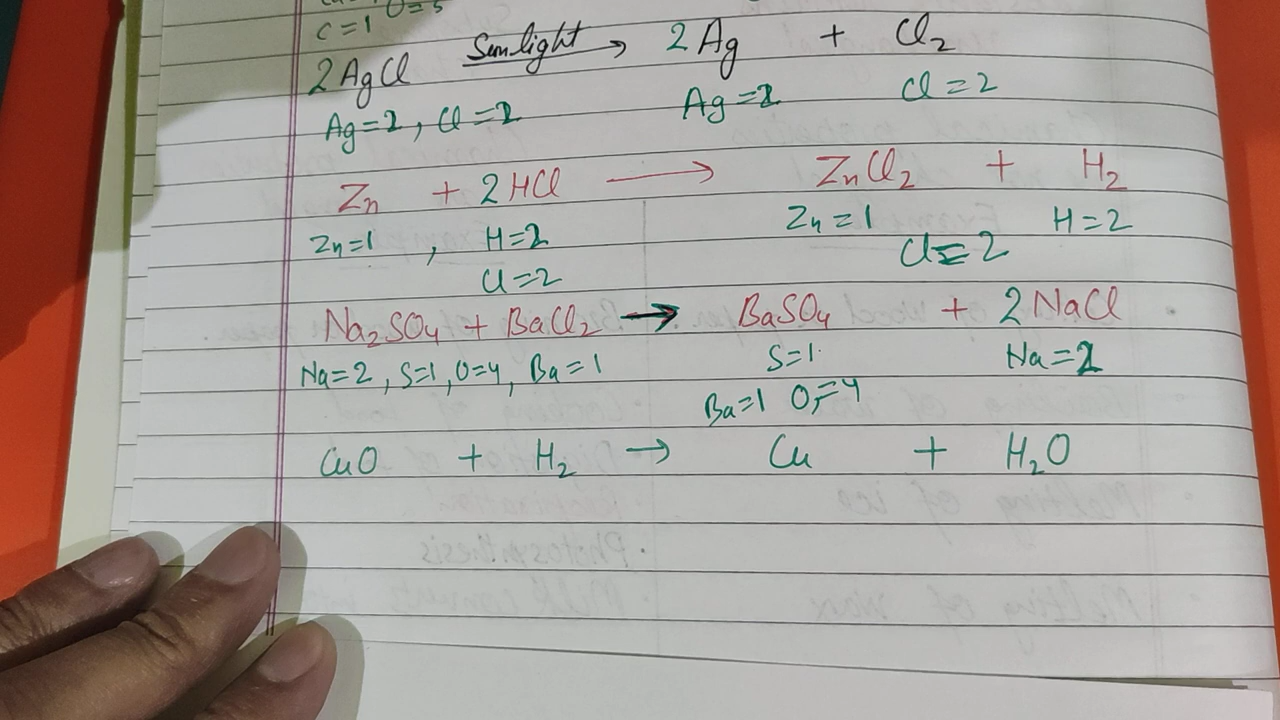 C=1 O=5
2AgCl Sunlight → 2Ag + Cl₂
Ag=2, Cl=2 Ag=2 Cl=2
Zn + 2HCl → ZnCl₂ + H₂
Zn=1, H=2 Zn=1 H=2
Cl=2 Cl=2
Na₂SO₄ + BaCl₂ → BaSO₄ + 2NaCl
Na=2, S=1, O=4, Ba=1 S=1 Na=2
Ba=1 O=4
CuO + H₂ → Cu + H₂O